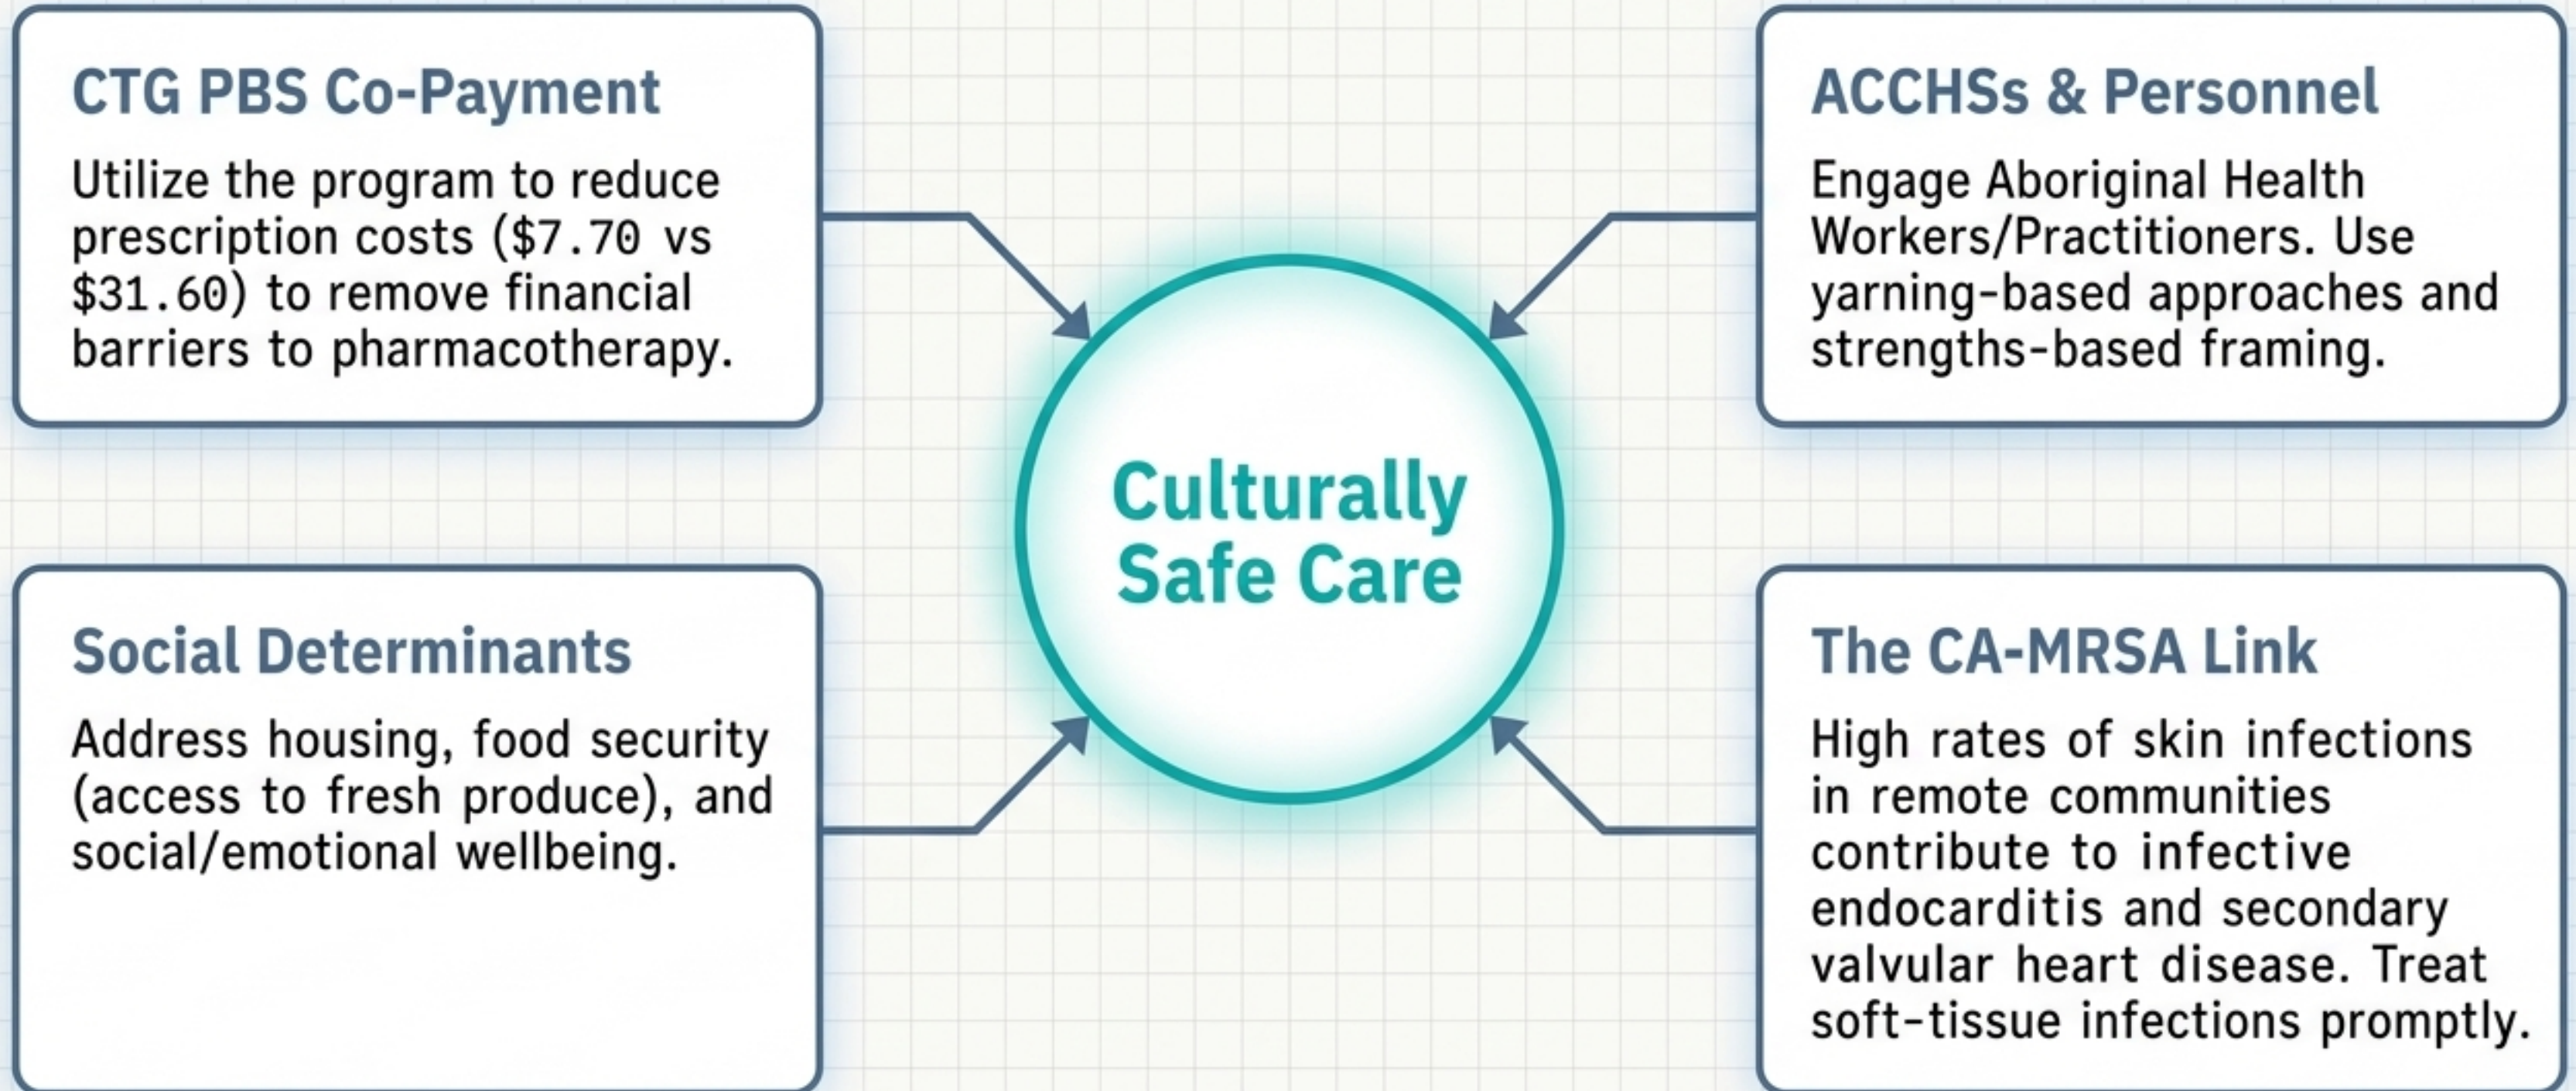 CTG PBS Co-Payment
Utilize the program to reduce
prescription costs ($7.70 vs
$31.60) to remove financial
barriers to pharmacotherapy.
ACCHSs & Personnel
Engage Aboriginal Health
Workers/Practitioners. Use
yarning-based approaches and
strengths-based framing.
Culturally
Safe Care
Social Determinants
Address housing, food security
(access to fresh produce), and
social/emotional wellbeing.
The CA-MRSA Link
High rates of skin infections
in remote communities
contribute to infective
endocarditis and secondary
valvular heart disease. Treat
soft-tissue infections promptly.